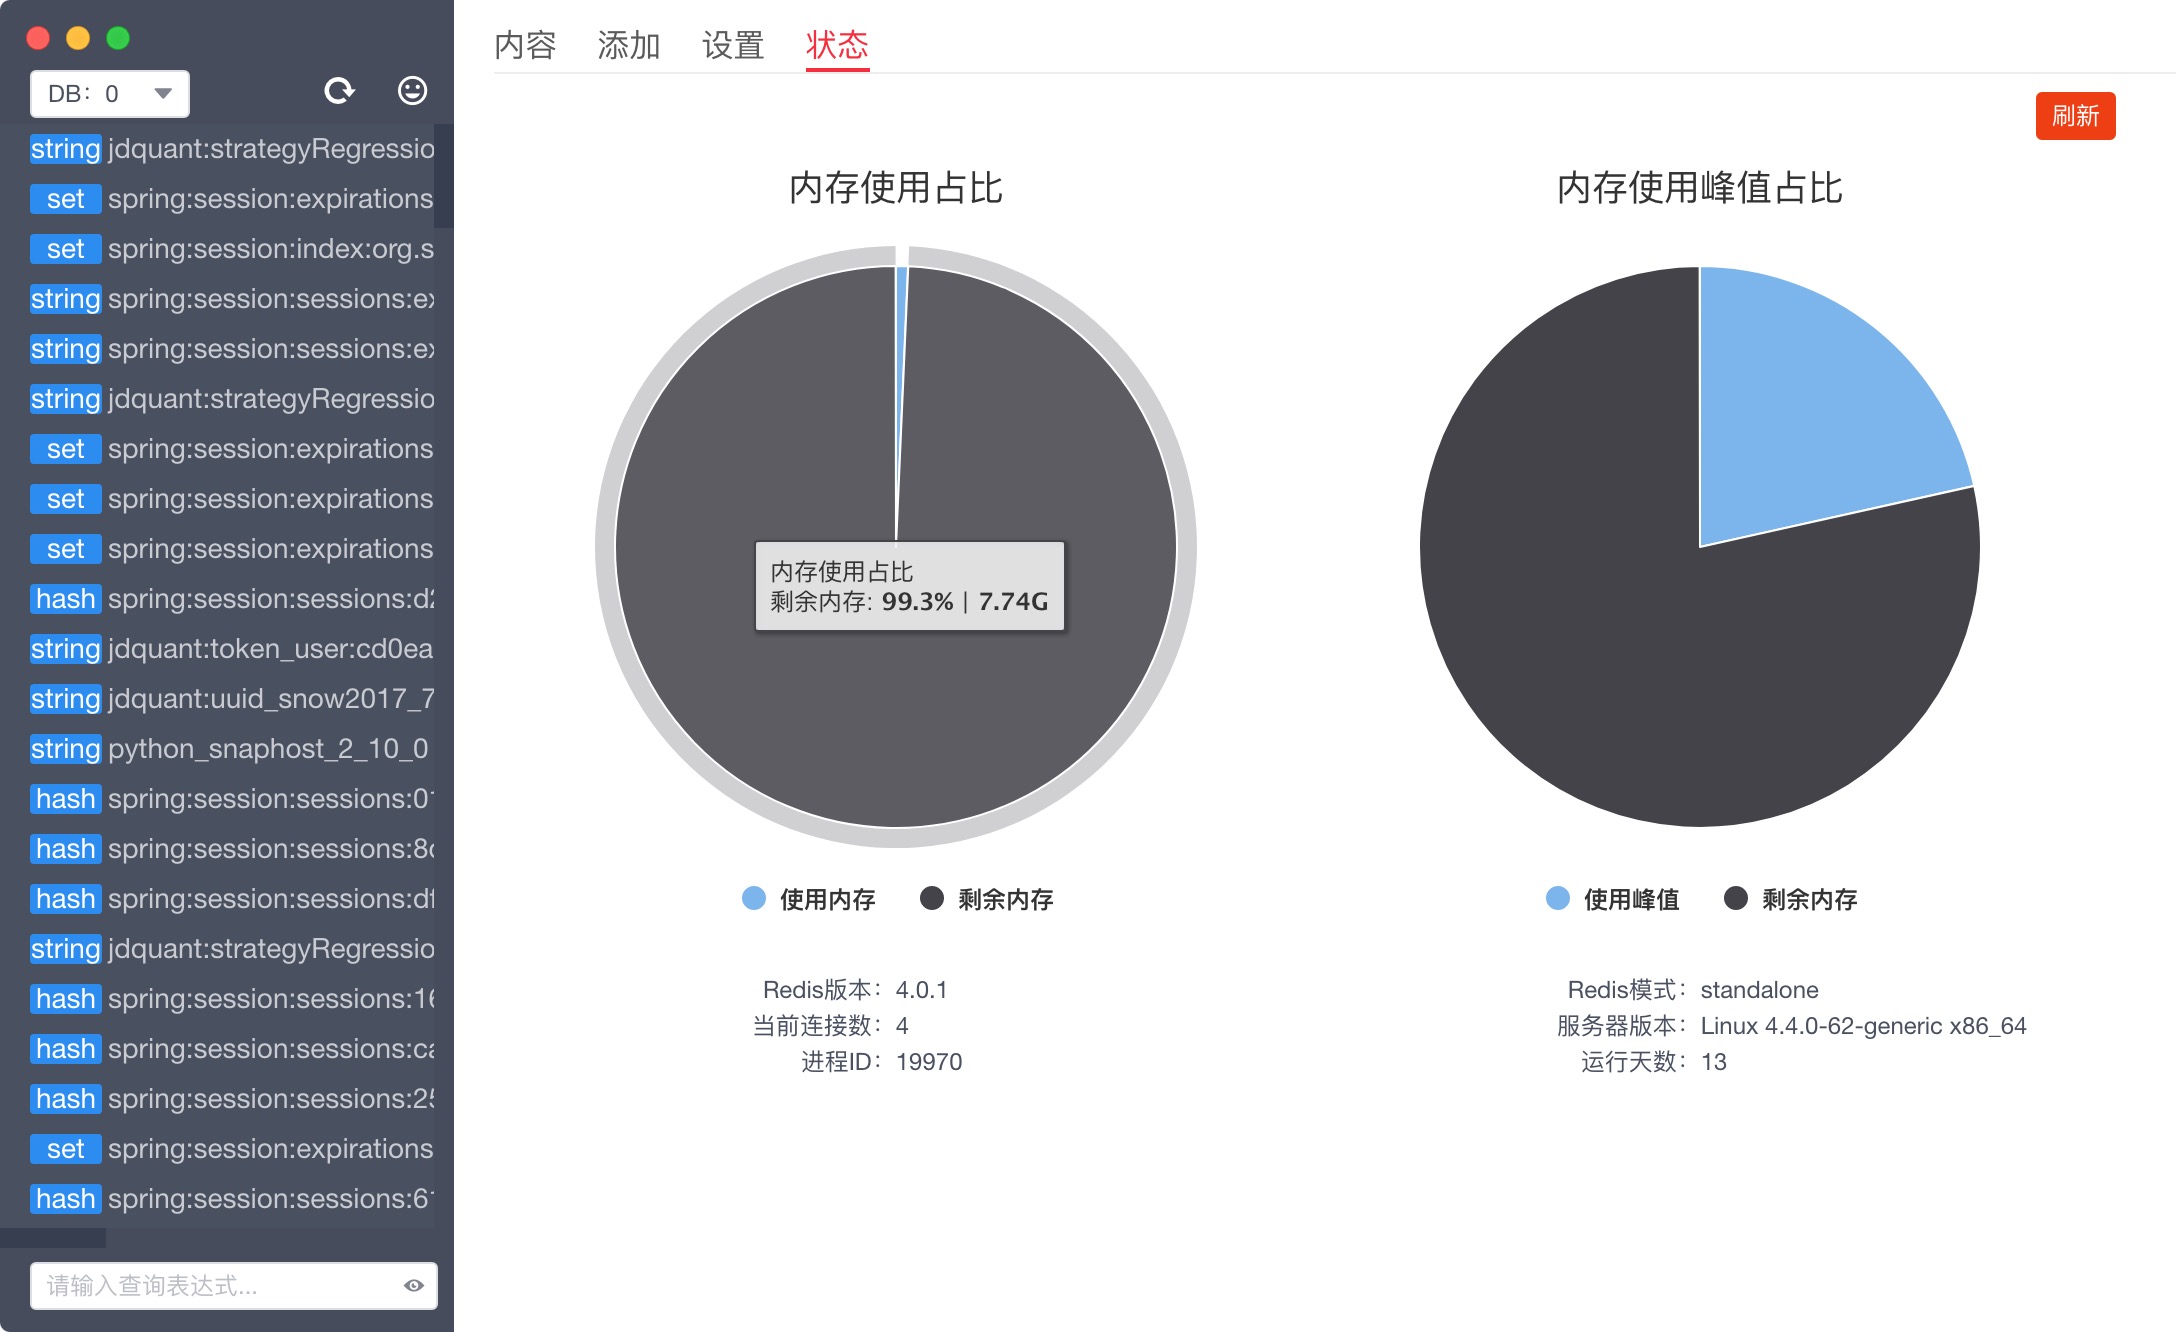 DB：0
string jdquant:strategyRegressio
set spring:session:expirations
set spring:session:index:org.s
string spring:session:sessions:ex
string spring:session:sessions:ex
string jdquant:strategyRegressio
set spring:session:expirations
set spring:session:expirations
set spring:session:expirations
hash spring:session:sessions:d2
string jdquant:token_user:cd0ea
string jdquant:uuid_snow2017_7
string python_snaphost_2_10_0
hash spring:session:sessions:01
hash spring:session:sessions:8c
hash spring:session:sessions:df
string jdquant:strategyRegressio
hash spring:session:sessions:16
hash spring:session:sessions:ca
hash spring:session:sessions:25
set spring:session:expirations
hash spring:session:sessions:61
请输入查询表达式...
内容 添加 设置 状态
刷新
内存使用占比
内存使用占比
剩余内存: 99.3% | 7.74G
使用内存 剩余内存
Redis版本：4.0.1
当前连接数：4
进程ID：19970
内存使用峰值占比
使用峰值 剩余内存
Redis模式：standalone
服务器版本：Linux 4.4.0-62-generic x86_64
运行天数：13